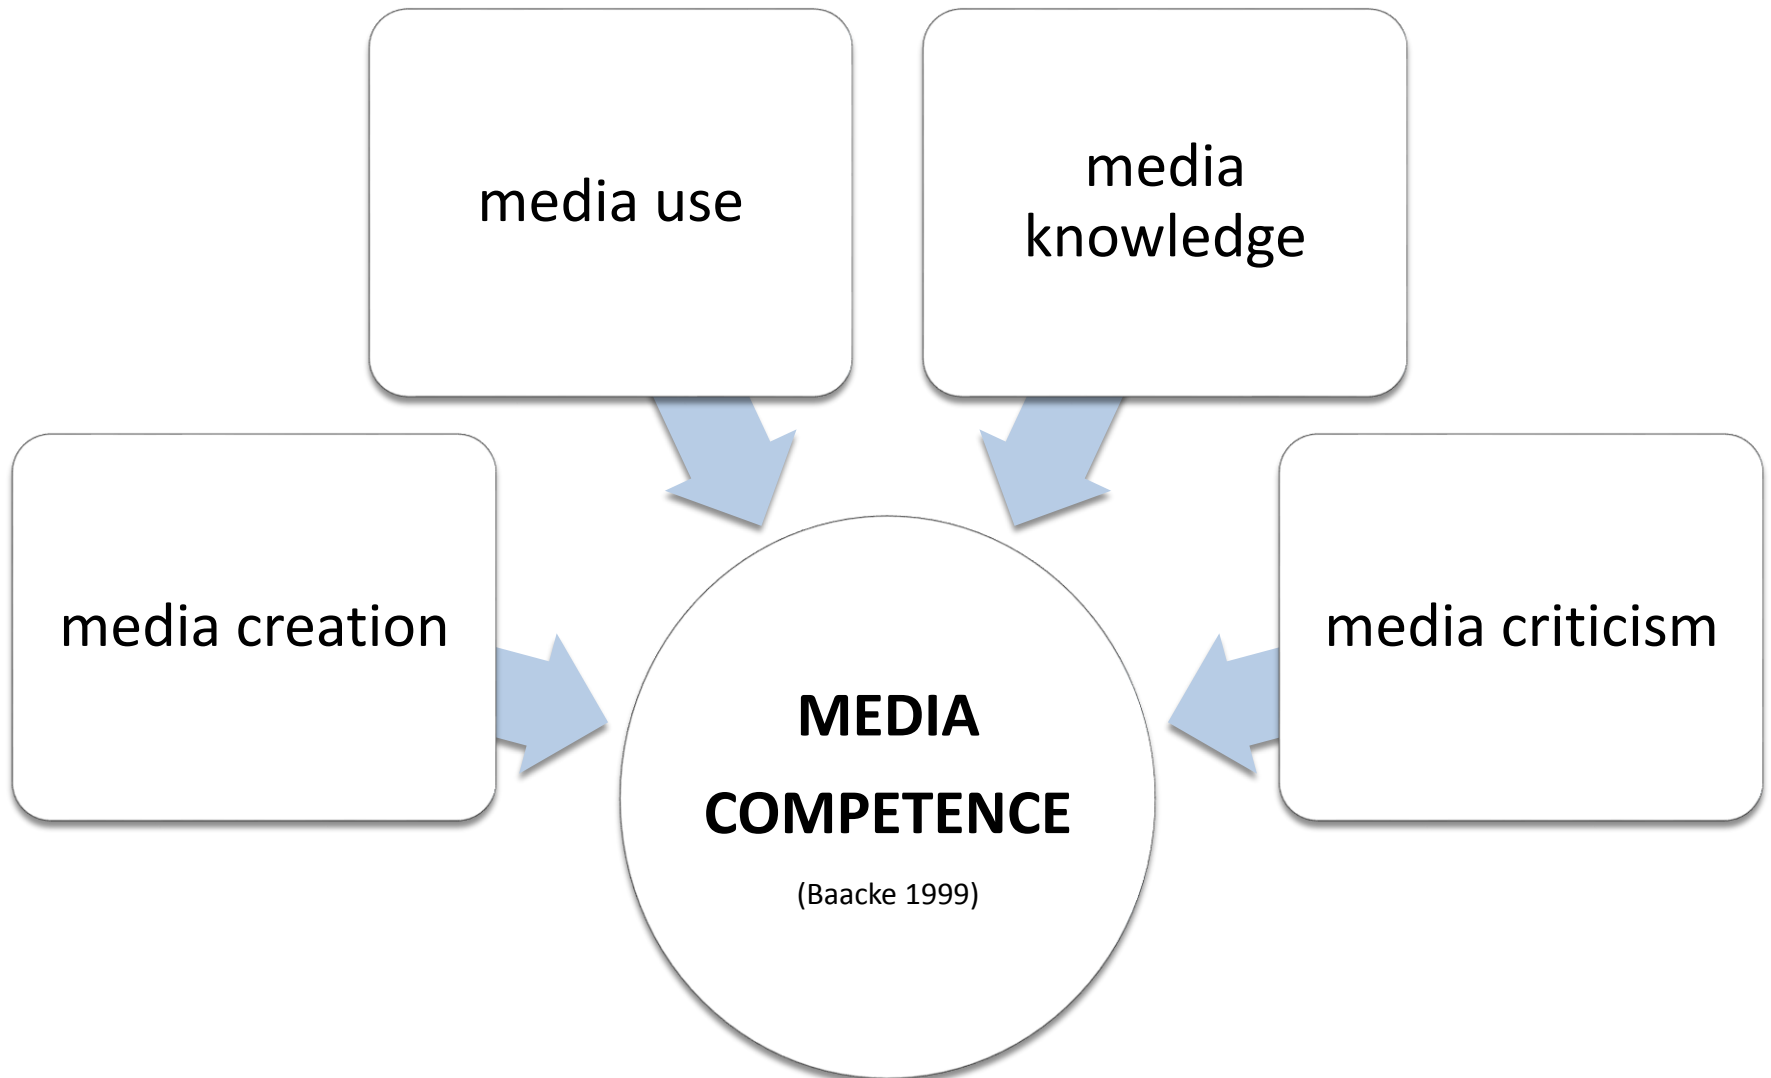 media use
media
knowledge
media creation
media criticism
MEDIA
COMPETENCE
(Baacke 1999)